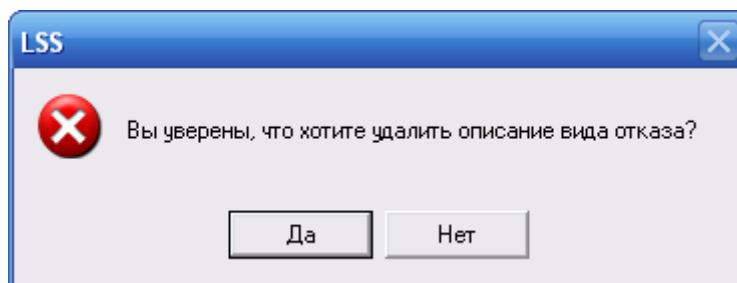 LSS
Вы уверены, что хотите удалить описание вида отказа?
Да
Нет